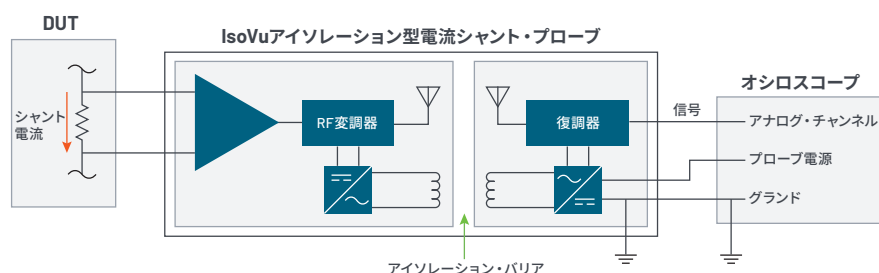 DUT
IsoVuアイソレーション型電流シャント・プローブ
オシロスコープ
シャント
電流
RF変調器
復調器
信号
アナログ・チャンネル
プローブ電源
グランド
アイソレーション・バリア